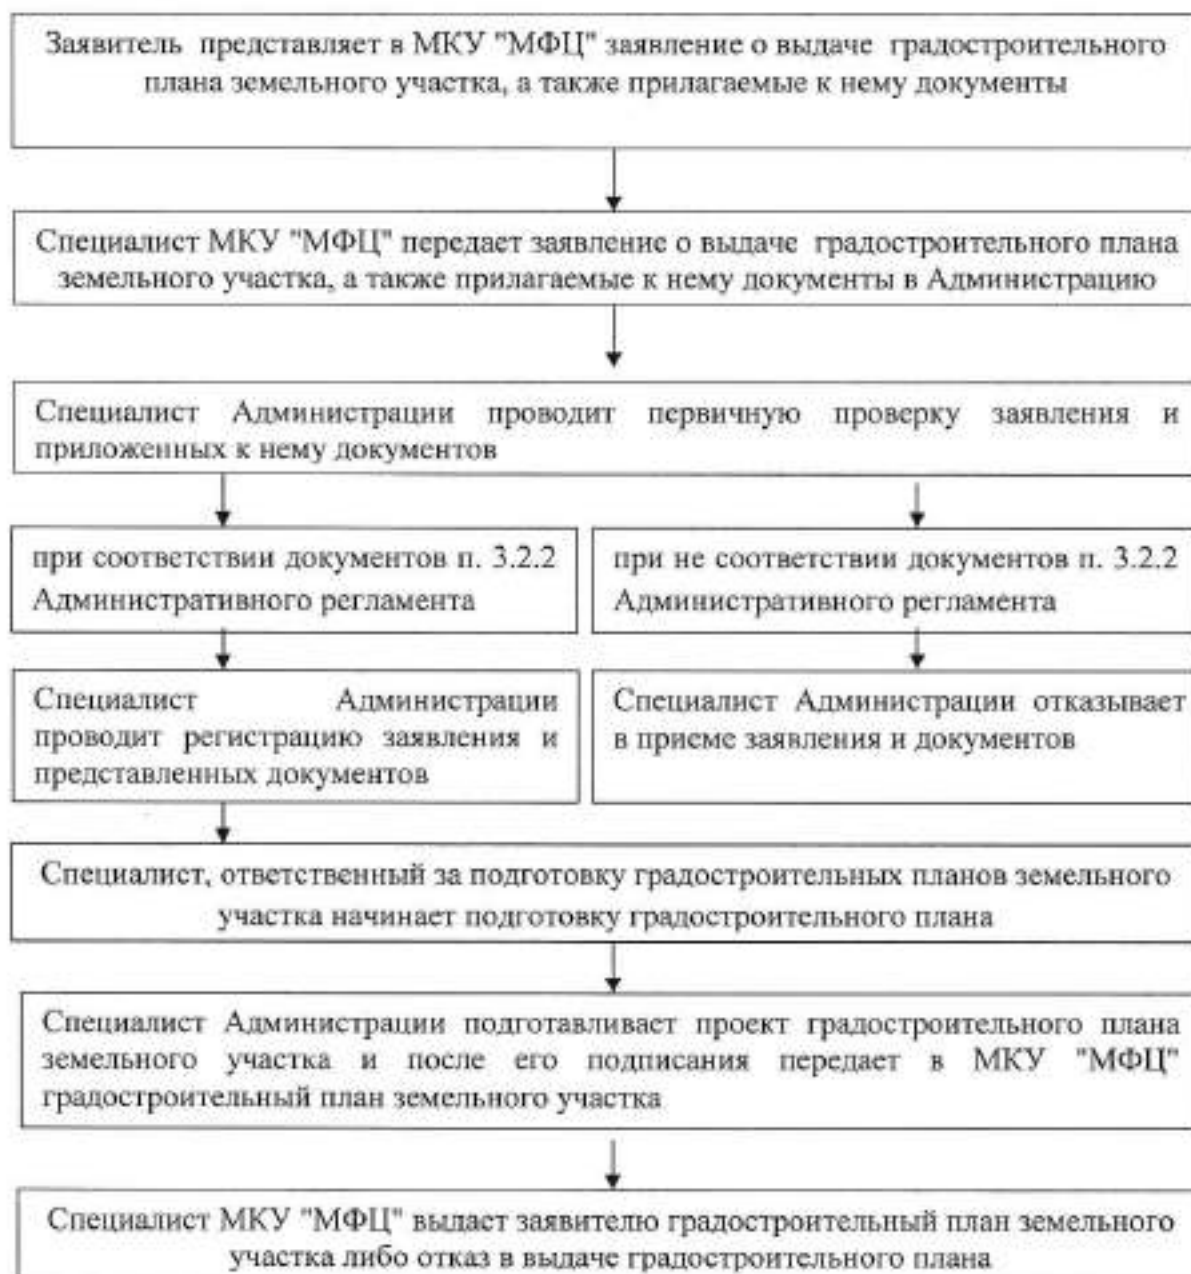 Заявитель представляет в МКУ "МФЦ" заявление о выдаче градостроительного
плана земельного участка, а также прилагаемые к нему документы
Специалист МКУ "МФЦ" передает заявление о выдаче градостроительного плана
земельного участка, а также прилагаемые к нему документы в Администрацию
Специалист Администрации проводит первичную проверку заявления и
приложенных к нему документов
при соответствии документов п. 3.2.2
Административного регламента
при не соответствии документов п. 3.2.2
Административного регламента
Специалист Администрации
проводит регистрацию заявления и
представленных документов
Специалист Администрации отказывает
в приеме заявления и документов
Специалист, ответственный за подготовку градостроительных планов земельного
участка начинает подготовку градостроительного плана
Специалист Администрации подготавливает проект градостроительного плана
земельного участка и после его подписания передает в МКУ "МФЦ"
градостроительный план земельного участка
Специалист МКУ "МФЦ" выдает заявителю градостроительный план земельного
участка либо отказ в выдаче градостроительного плана